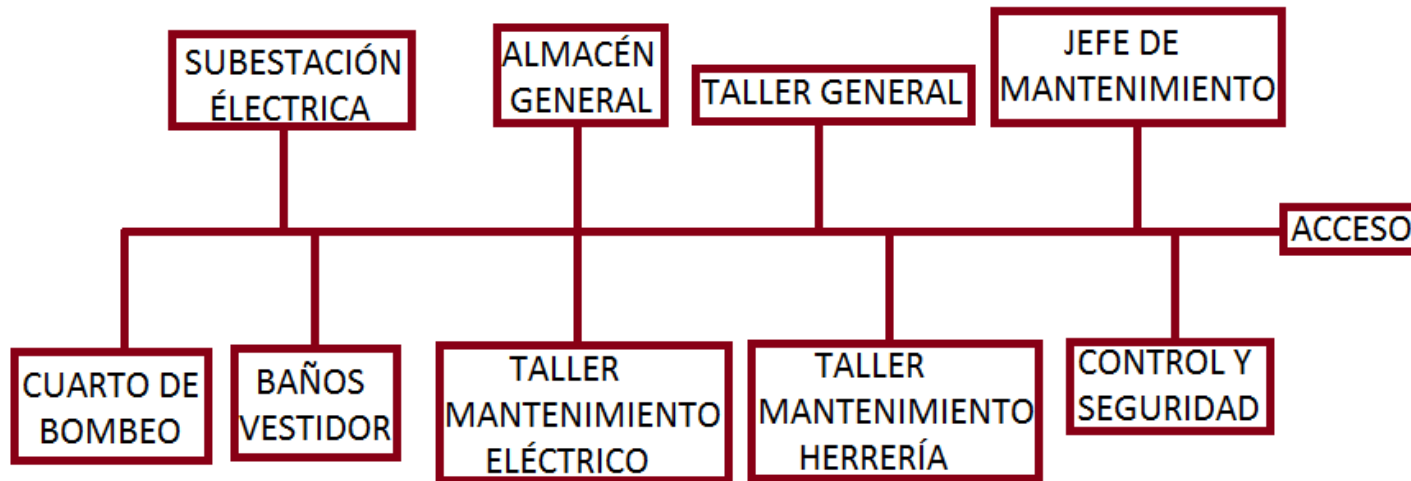 SUBESTACIÓN
ÉLECTRICA
ALMACÉN
GENERAL
TALLER GENERAL
JEFE DE
MANTENIMIENTO
ACCESO
CUARTO DE
BOMBEO
BAÑOS
VESTIDOR
TALLER
MANTENIMIENTO
ELÉCTRICO
TALLER
MANTENIMIENTO
HERRERÍA
CONTROL Y
SEGURIDAD